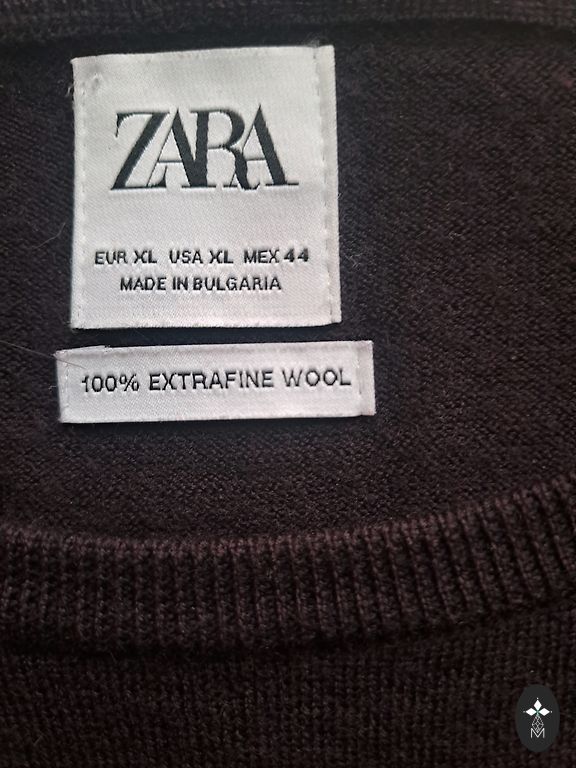 ZARA
EUR XL USA XL MEX 44
MADE IN BULGARIA
100% EXTRAFINE WOOL
M